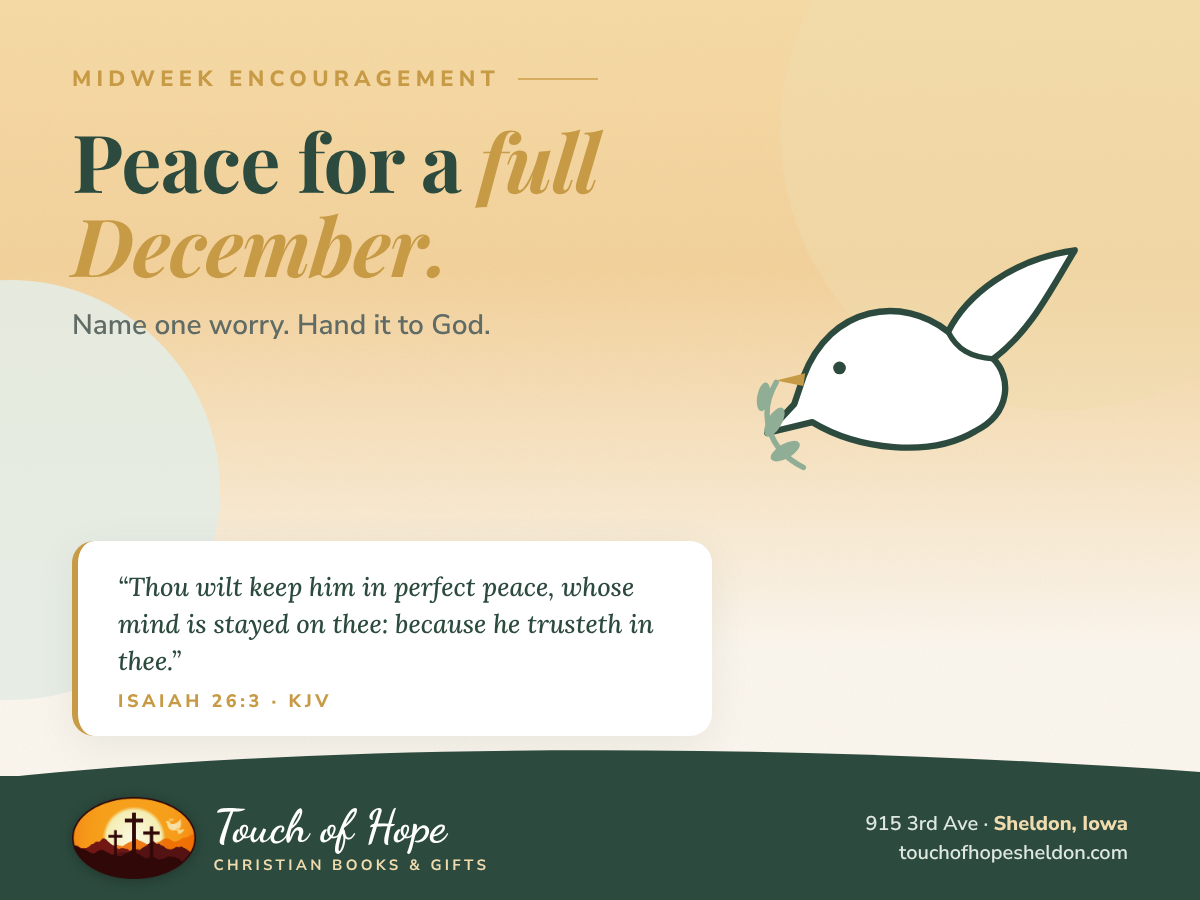 MIDWEEK ENCOURAGEMENT
Peace for a full
December.
Name one worry. Hand it to God.
“Thou wilt keep him in perfect peace, whose
mind is stayed on thee: because he trusteth in
thee.”
ISAIAH 26:3 · KJV
Touch of Hope
CHRISTIAN BOOKS & GIFTS
915 3rd Ave · Sheldon, Iowa
touchofhopesheldon.com